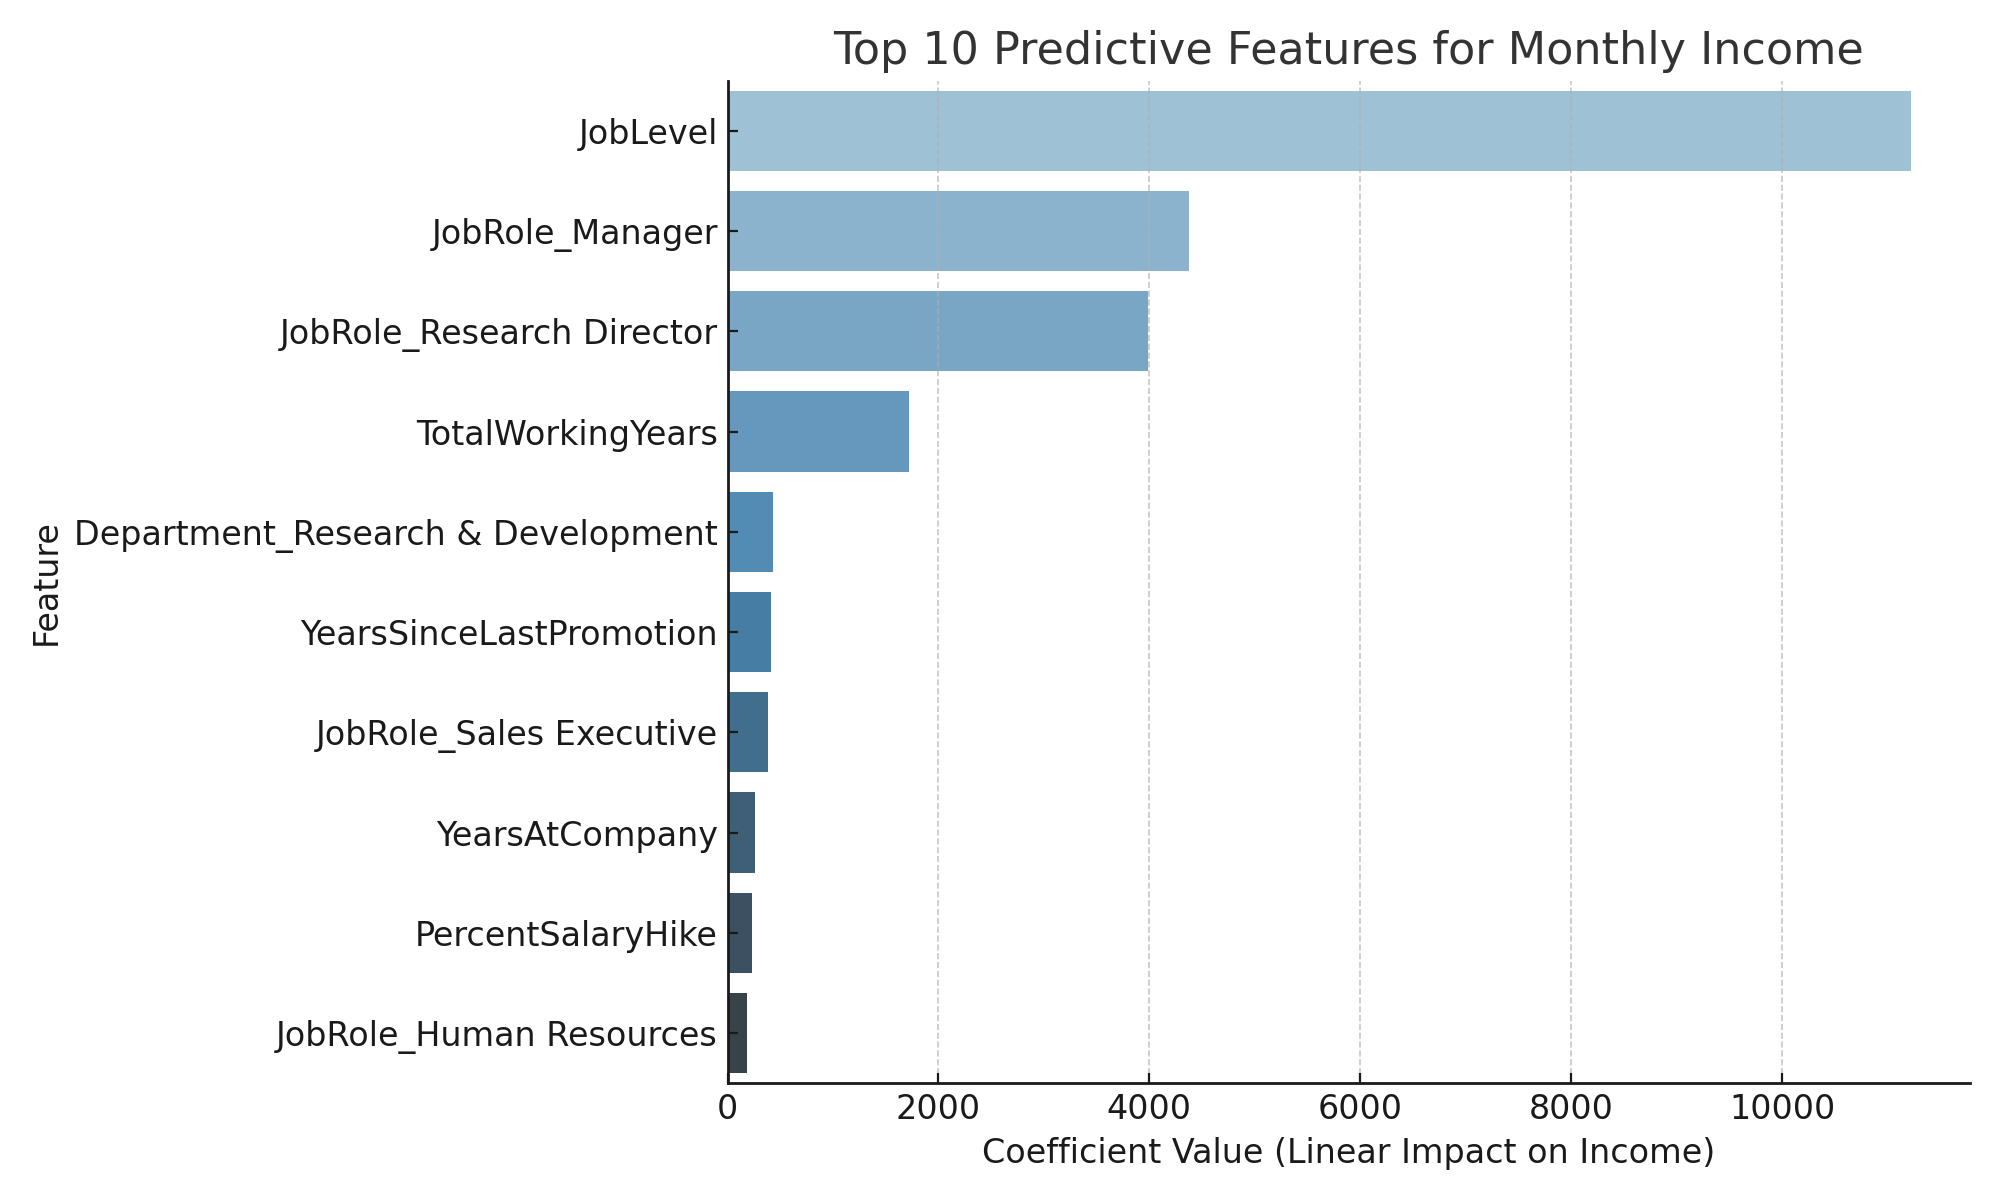 Top 10 Predictive Features for Monthly Income
JobLevel
JobRole_Manager
JobRole_Research Director
TotalWorkingYears
Department_Research & Development
YearsSinceLastPromotion
JobRole_Sales Executive
YearsAtCompany
PercentSalaryHike
JobRole_Human Resources
Feature
0 2000 4000 6000 8000 10000
Coefficient Value (Linear Impact on Income)